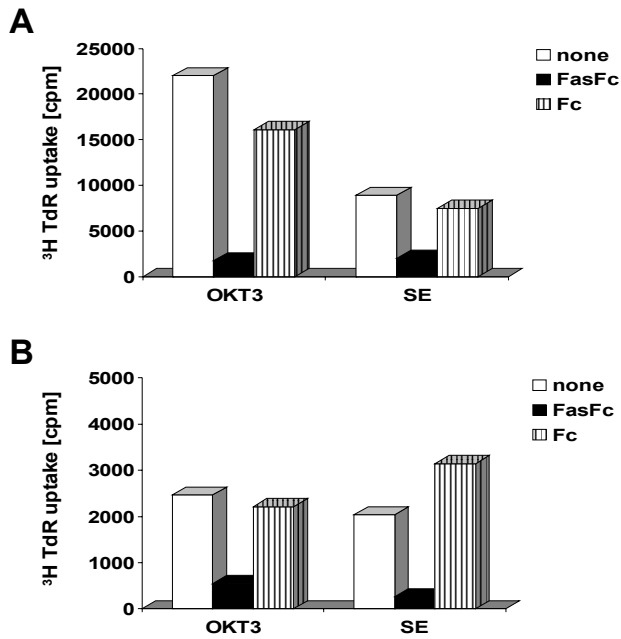 A
³H TdR uptake [cpm]
25000
20000
15000
10000
5000
0
OKT3 SE
none
FasFc
Fc
B
³H TdR uptake [cpm]
5000
4000
3000
2000
1000
0
OKT3 SE
none
FasFc
Fc